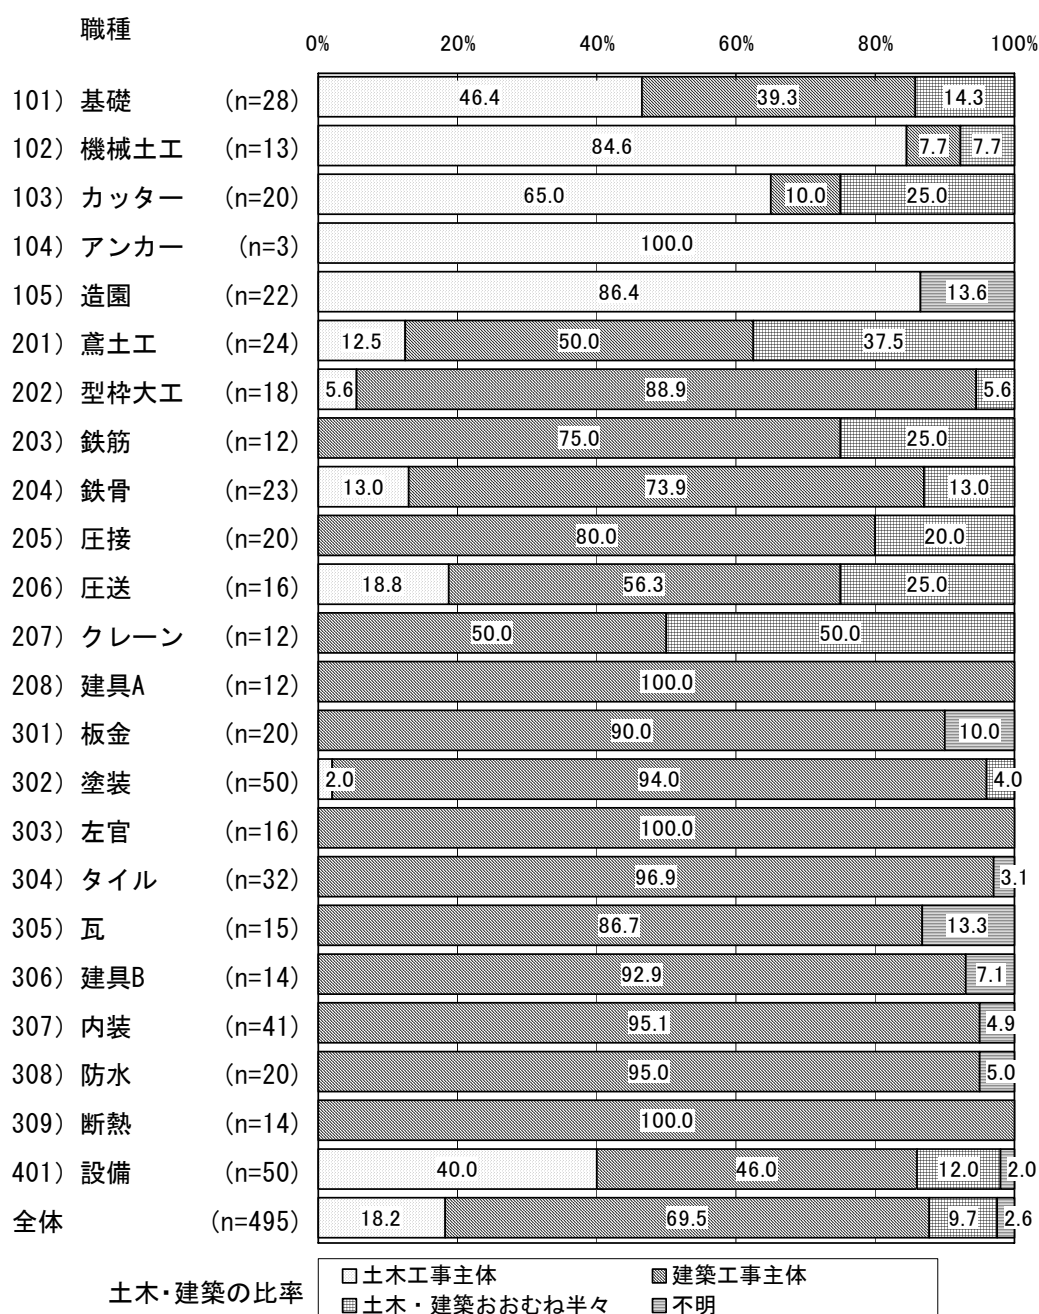 職種
0% 20% 40% 60% 80% 100%
101）基礎 （n=28） 46.4 39.3 14.3
102）機械土工 （n=13） 84.6 7.7 7.7
103）カッター （n=20） 65.0 10.0 25.0
104）アンカー （n=3） 100.0
105）造園 （n=22） 86.4 13.6
201）鳶土工 （n=24） 12.5 50.0 37.5
202）型枠大工 （n=18） 5.6 88.9 5.6
203）鉄筋 （n=12） 75.0 25.0
204）鉄骨 （n=23） 13.0 73.9 13.0
205）圧接 （n=20） 80.0 20.0
206）圧送 （n=16） 18.8 56.3 25.0
207）クレーン （n=12） 50.0 50.0
208）建具A （n=12） 100.0
301）板金 （n=20） 90.0 10.0
302）塗装 （n=50） 2.0 94.0 4.0
303）左官 （n=16） 100.0
304）タイル （n=32） 96.9 3.1
305）瓦 （n=15） 86.7 13.3
306）建具B （n=14） 92.9 7.1
307）内装 （n=41） 95.1 4.9
308）防水 （n=20） 95.0 5.0
309）断熱 （n=14） 100.0
401）設備 （n=50） 40.0 46.0 12.0 2.0
全体 （n=495） 18.2 69.5 9.7 2.6
土木・建築の比率
土木工事主体 建築工事主体
土木・建築おおむね半々 不明